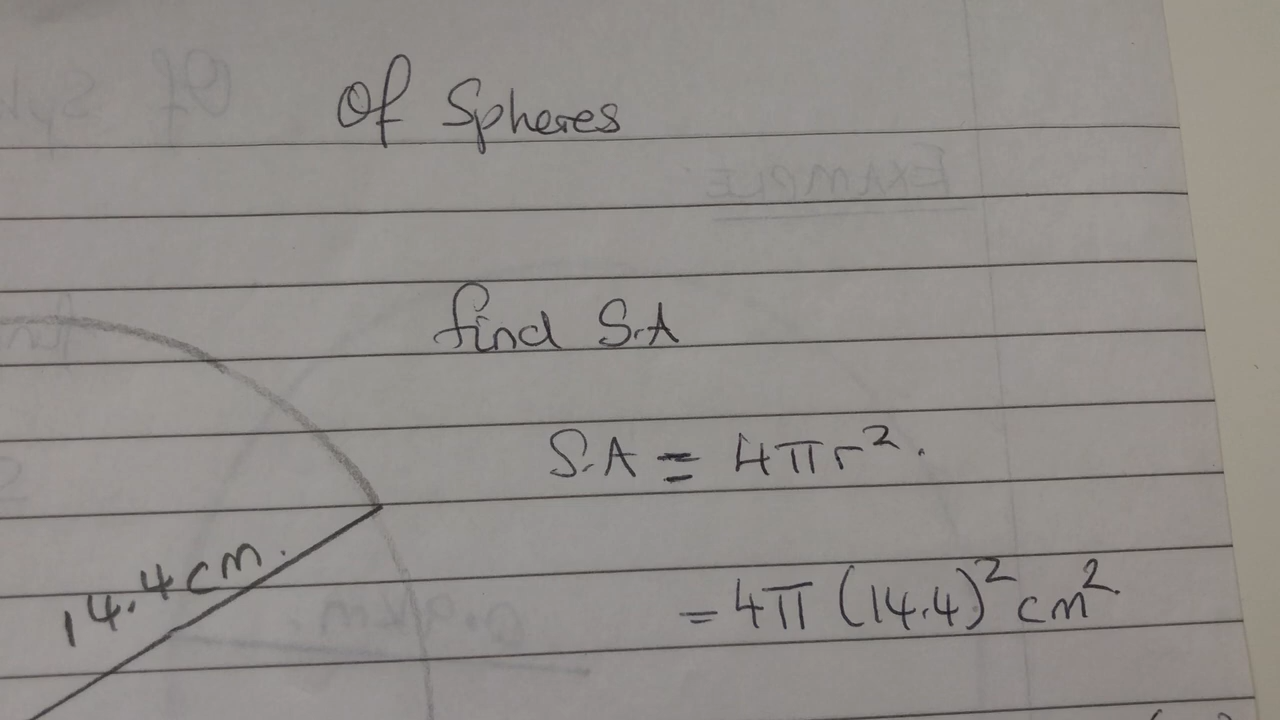 Of Spheres
find S.A
S.A = 4πr².
14.4cm.
= 4π (14.4)² cm²